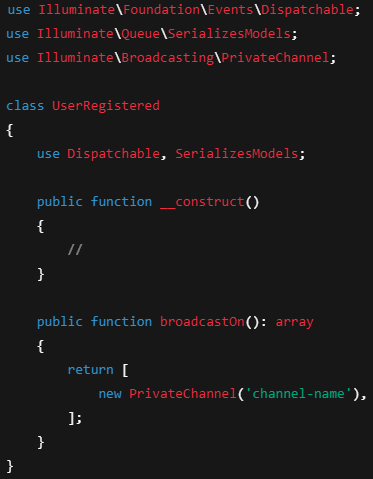 use Illuminate\Foundation\Events\Dispatchable;
use Illuminate\Queue\SerializesModels;
use Illuminate\Broadcasting\PrivateChannel;

class UserRegistered
{
    use Dispatchable, SerializesModels;

    public function __construct()
    {
        //
    }

    public function broadcastOn(): array
    {
        return [
            new PrivateChannel('channel-name'),
        ];
    }
}